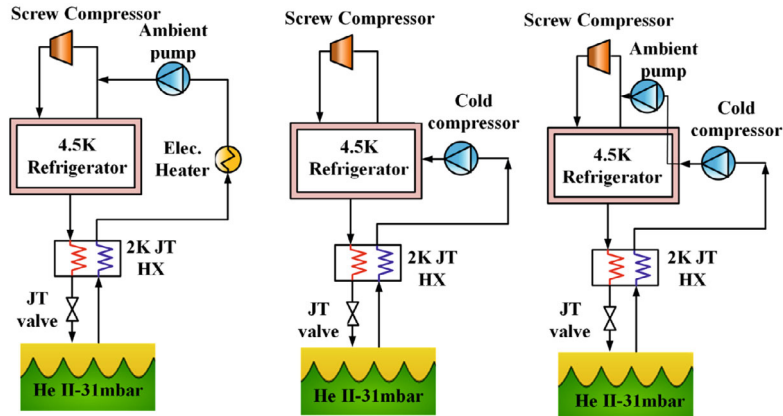 Screw Compressor
Ambient
pump
4.5K
Refrigerator
Elec.
Heater
2K JT
HX
JT
valve
He II-31mbar
Screw Compressor
Cold
compressor
4.5K
Refrigerator
2K JT
HX
JT
valve
He II-31mbar
Screw Compressor
Ambient
pump
Cold
compressor
4.5K
Refrigerator
2K JT
HX
JT
valve
He II-31mbar